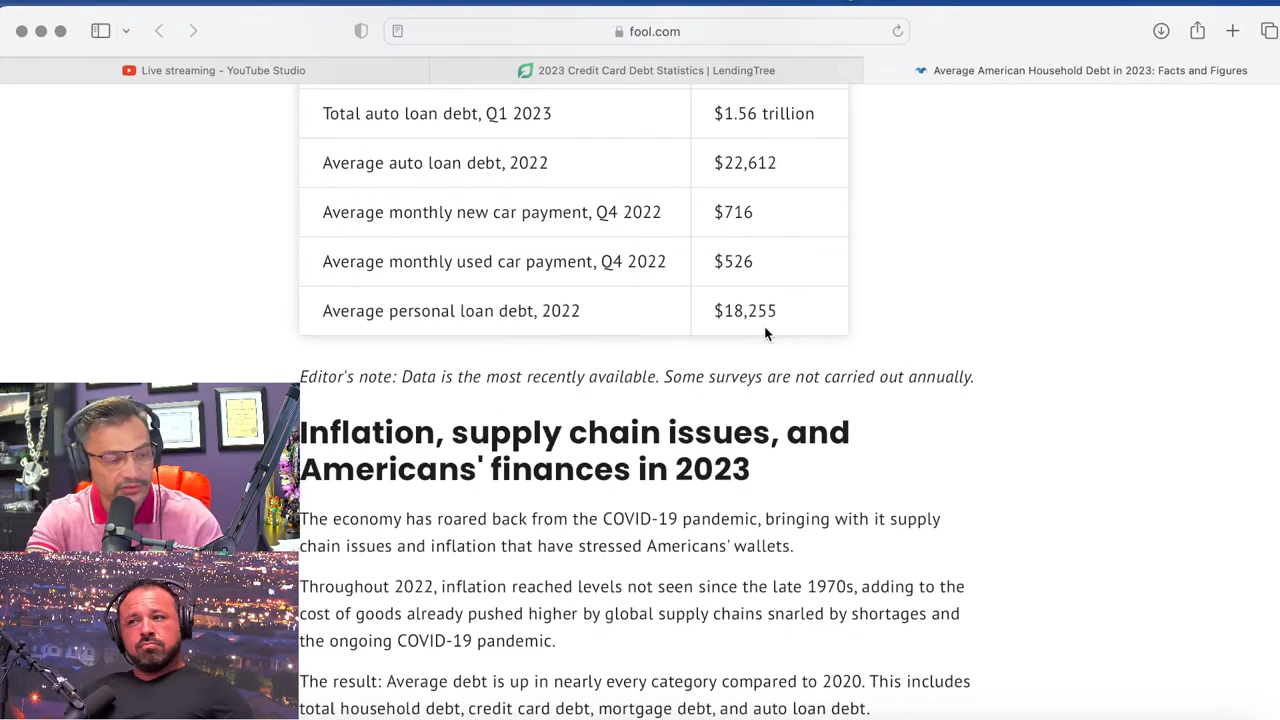 fool.com
Live streaming - YouTube Studio
2023 Credit Card Debt Statistics | LendingTree
Average American Household Debt in 2023: Facts and Figures
Total auto loan debt, Q1 2023 $1.56 trillion
Average auto loan debt, 2022 $22,612
Average monthly new car payment, Q4 2022 $716
Average monthly used car payment, Q4 2022 $526
Average personal loan debt, 2022 $18,255
Editor's note: Data is the most recently available. Some surveys are not carried out annually.
Inflation, supply chain issues, and
Americans' finances in 2023
The economy has roared back from the COVID-19 pandemic, bringing with it supply
chain issues and inflation that have stressed Americans' wallets.
Throughout 2022, inflation reached levels not seen since the late 1970s, adding to the
cost of goods already pushed higher by global supply chains snarled by shortages and
the ongoing COVID-19 pandemic.
The result: Average debt is up in nearly every category compared to 2020. This includes
total household debt, credit card debt, mortgage debt, and auto loan debt.